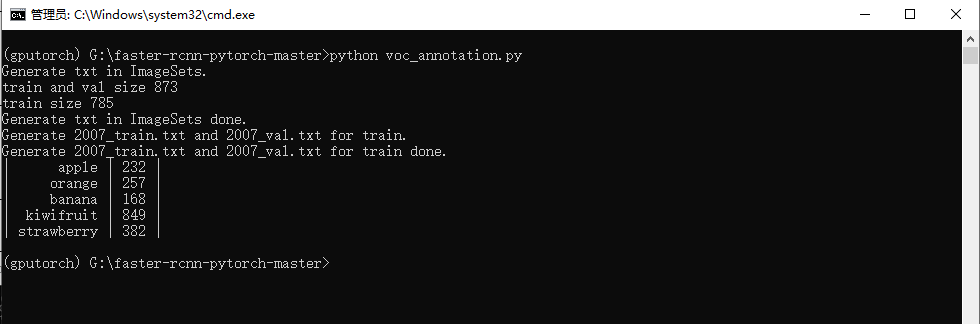 管理员: C:\Windows\system32\cmd.exe
(gputorch) G:\faster-rcnn-pytorch-master>python voc_annotation.py
Generate txt in ImageSets.
train and val size 873
train size 785
Generate txt in ImageSets done.
Generate 2007_train.txt and 2007_val.txt for train.
Generate 2007_train.txt and 2007_val.txt for train done.
| apple | 232 |
| orange | 257 |
| banana | 168 |
| kiwifruit | 849 |
| strawberry | 382 |
(gputorch) G:\faster-rcnn-pytorch-master>